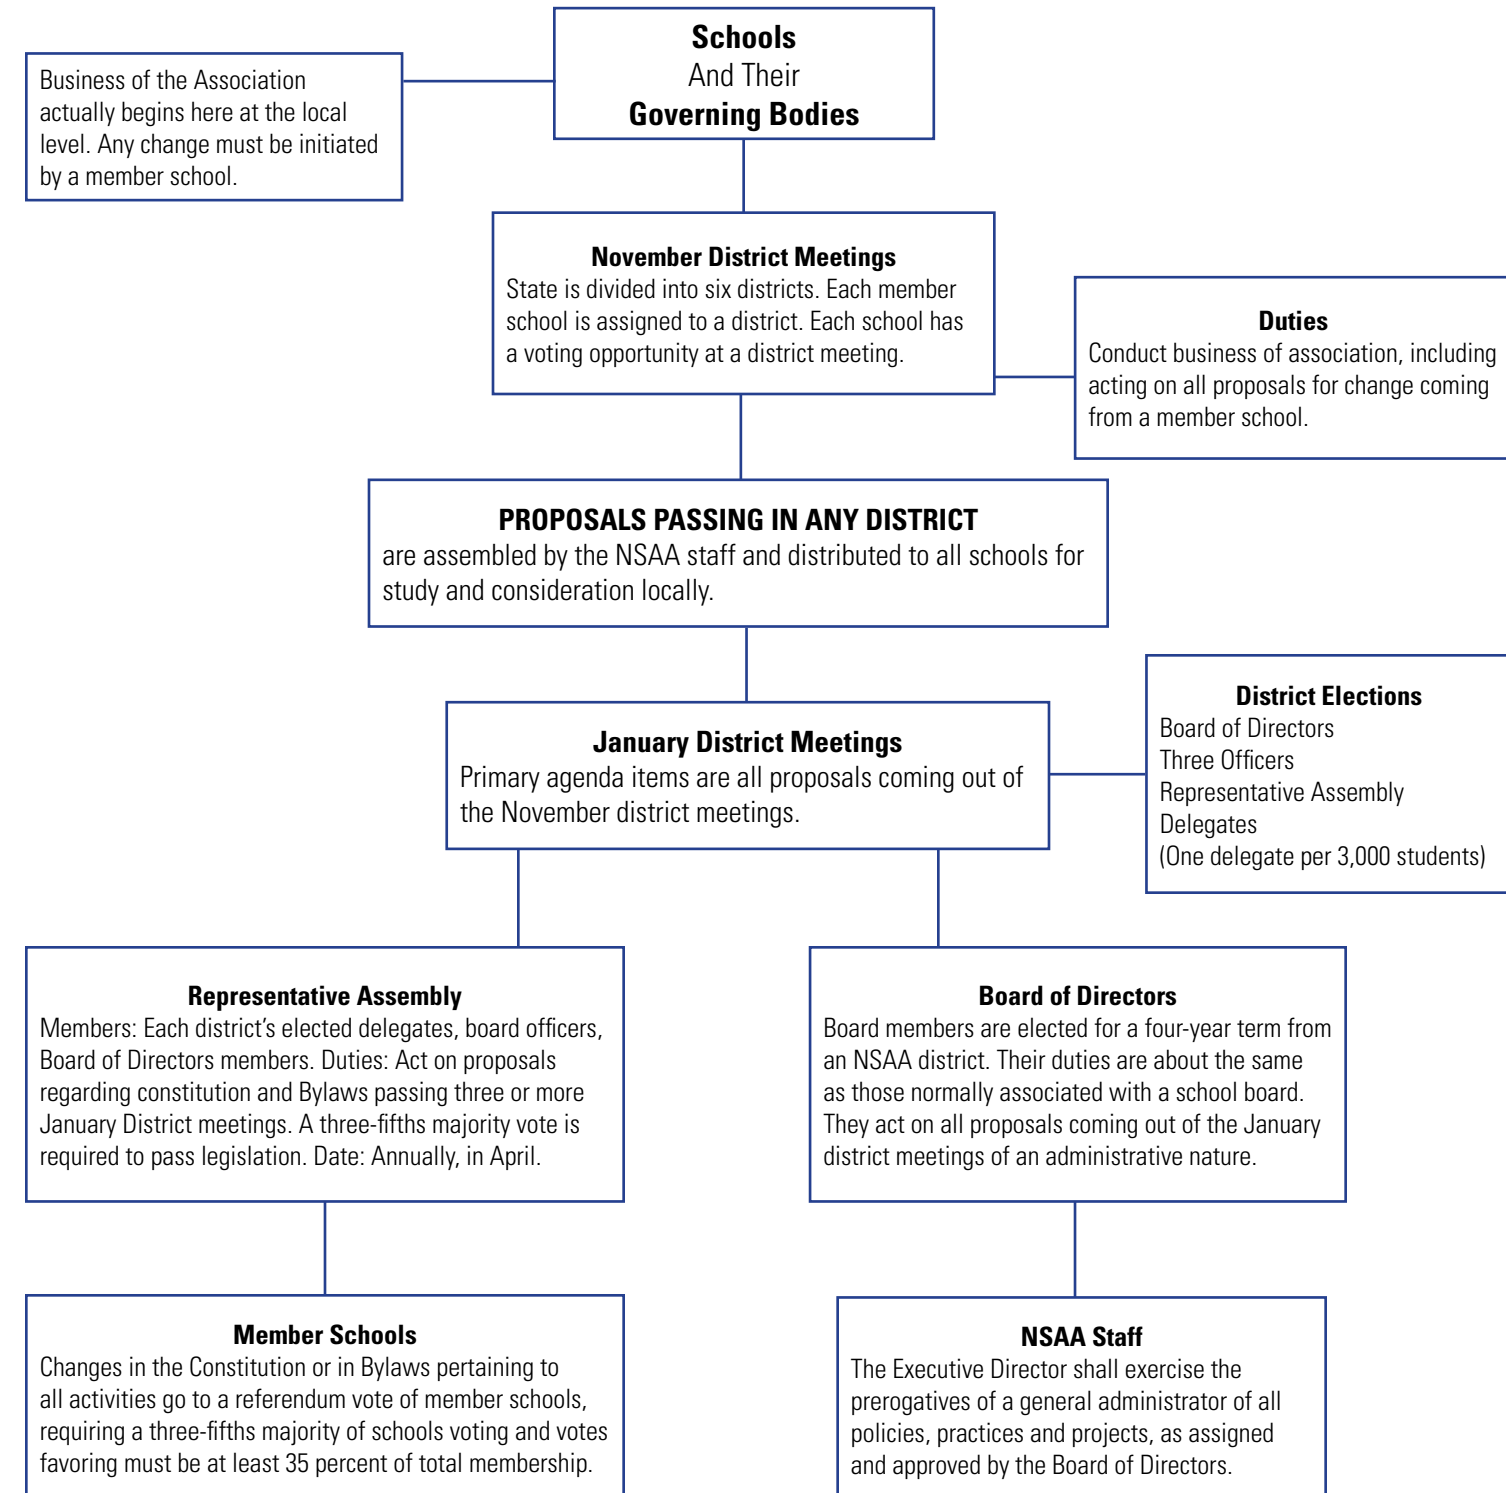 Schools
And Their
Governing Bodies
Business of the Association
actually begins here at the local
level. Any change must be initiated
by a member school.
November District Meetings
State is divided into six districts. Each member
school is assigned to a district. Each school has
a voting opportunity at a district meeting.
Duties
Conduct business of association, including
acting on all proposals for change coming
from a member school.
PROPOSALS PASSING IN ANY DISTRICT
are assembled by the NSAA staff and distributed to all schools for
study and consideration locally.
January District Meetings
Primary agenda items are all proposals coming out of
the November district meetings.
District Elections
Board of Directors
Three Officers
Representative Assembly
Delegates
(One delegate per 3,000 students)
Representative Assembly
Members: Each district’s elected delegates, board officers,
Board of Directors members. Duties: Act on proposals
regarding constitution and Bylaws passing three or more
January District meetings. A three-fifths majority vote is
required to pass legislation. Date: Annually, in April.
Board of Directors
Board members are elected for a four-year term from
an NSAA district. Their duties are about the same
as those normally associated with a school board.
They act on all proposals coming out of the January
district meetings of an administrative nature.
Member Schools
Changes in the Constitution or in Bylaws pertaining to
all activities go to a referendum vote of member schools,
requiring a three-fifths majority of schools voting and votes
favoring must be at least 35 percent of total membership.
NSAA Staff
The Executive Director shall exercise the
prerogatives of a general administrator of all
policies, practices and projects, as assigned
and approved by the Board of Directors.